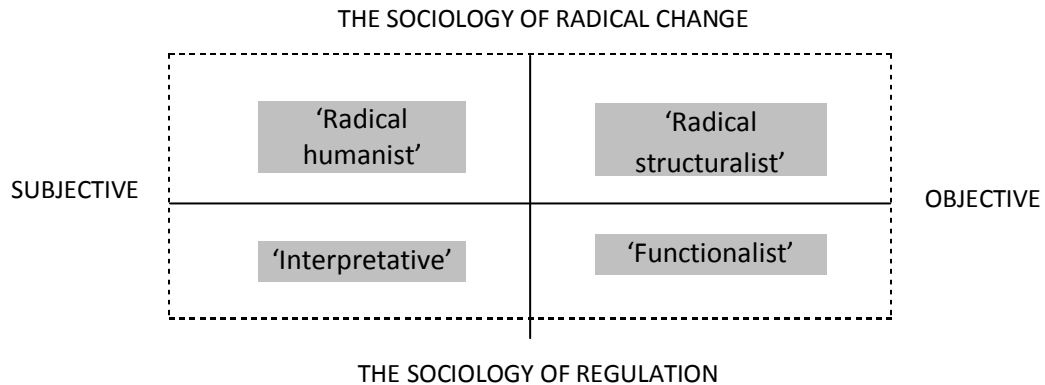 THE SOCIOLOGY OF RADICAL CHANGE
‘Radical
humanist’
‘Radical
structuralist’
SUBJECTIVE
OBJECTIVE
‘Interpretative’
‘Functionalist’
THE SOCIOLOGY OF REGULATION